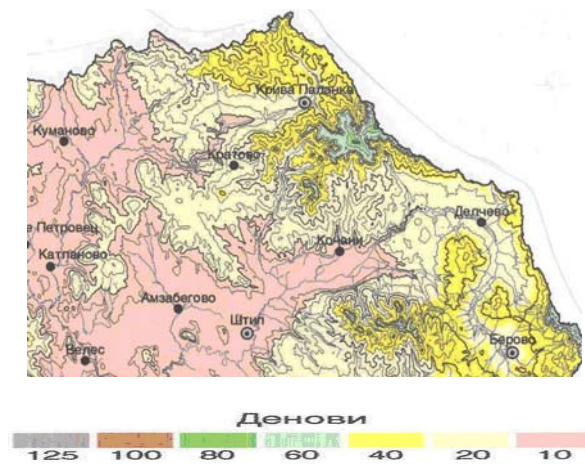 Крива Паланка
Куманово
Кратово
Делчево
е Петровец
Кочани
Катланово
Амзабегово
Штип
Велес
Берово
Денови
125 100 80 60 40 20 10